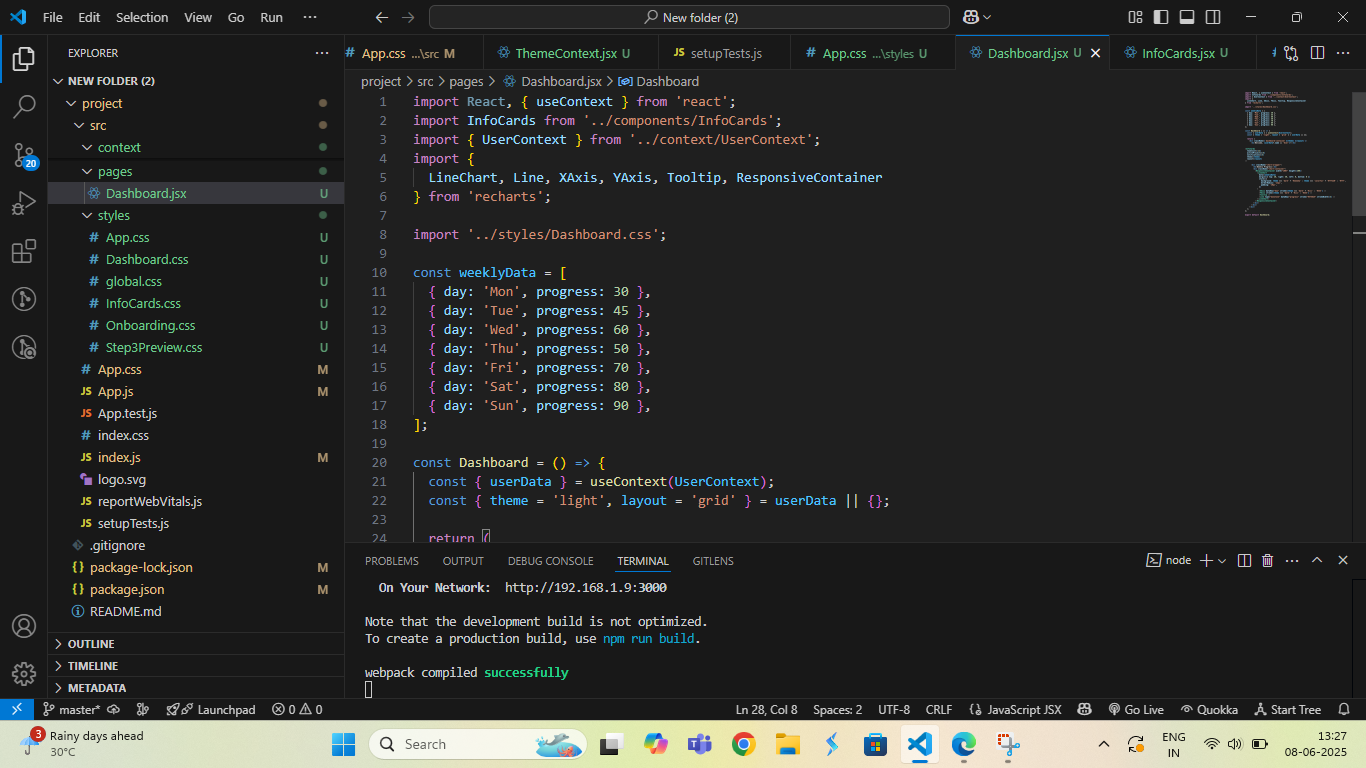 File Edit Selection View Go Run ···
New folder (2)
EXPLORER
NEW FOLDER (2)
project
src
context
pages
Dashboard.jsx U
styles
App.css U
Dashboard.css U
global.css U
InfoCards.css U
Onboarding.css U
Step3Preview.css U
App.css M
App.js M
App.test.js
index.css
index.js M
logo.svg
reportWebVitals.js
setupTests.js
.gitignore
package-lock.json M
package.json M
README.md
OUTLINE
TIMELINE
METADATA
20
App.css ...\src M
ThemeContext.jsx U
setupTests.js
App.css ...\styles U
Dashboard.jsx U
InfoCards.jsx U
project > src > pages > Dashboard.jsx > Dashboard
1 import React, { useContext } from 'react';
2 import InfoCards from '../components/InfoCards';
3 import { UserContext } from '../context/UserContext';
4 import {
5 LineChart, Line, XAxis, YAxis, Tooltip, ResponsiveContainer
6 } from 'recharts';
7
8 import '../styles/Dashboard.css';
9
10 const weeklyData = [
11 { day: 'Mon', progress: 30 },
12 { day: 'Tue', progress: 45 },
13 { day: 'Wed', progress: 60 },
14 { day: 'Thu', progress: 50 },
15 { day: 'Fri', progress: 70 },
16 { day: 'Sat', progress: 80 },
17 { day: 'Sun', progress: 90 },
18 ];
19
20 const Dashboard = () => {
21 const { userData } = useContext(UserContext);
22 const { theme = 'light', layout = 'grid' } = userData || {};
23
24 return (
PROBLEMS OUTPUT DEBUG CONSOLE TERMINAL GITLENS
node
On Your Network: http://192.168.1.9:3000
Note that the development build is not optimized.
To create a production build, use npm run build.
webpack compiled successfully
master* Launchpad 0 0 Ln 28, Col 8 Spaces: 2 UTF-8 CRLF JavaScript JSX Go Live Quokka Start Tree
3
Rainy days ahead
30°C
Search
ENG
IN
13:27
08-06-2025